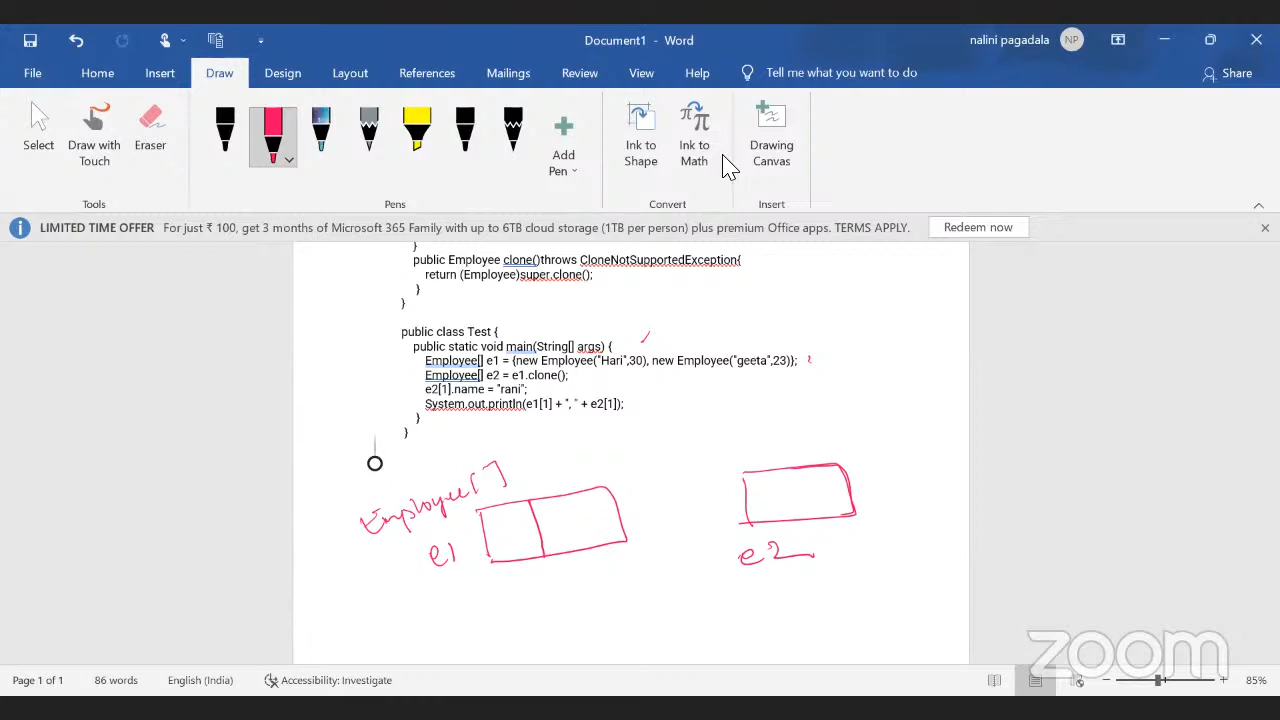 Document1 - Word
nalini pagadala NP
File Home Insert Draw Design Layout References Mailings Review View Help Tell me what you want to do Share
Select Draw with Touch Eraser Add Pen Ink to Shape Ink to Math Drawing Canvas
Tools Pens Convert Insert
LIMITED TIME OFFER For just ₹ 100, get 3 months of Microsoft 365 Family with up to 6TB cloud storage (1TB per person) plus premium Office apps. TERMS APPLY. Redeem now
}
public Employee clone()throws CloneNotSupportedException{
return (Employee)super.clone();
}
}
public class Test {
public static void main(String[] args) {
Employee[] e1 = {new Employee("Hari",30), new Employee("geeta",23)};
Employee[] e2 = e1.clone();
e2[1].name = "rani";
System.out.println(e1[1] + ", " + e2[1]);
}
}
Employee[]
e1
e2
zoom
Page 1 of 1 86 words English (India) Accessibility: Investigate 85%